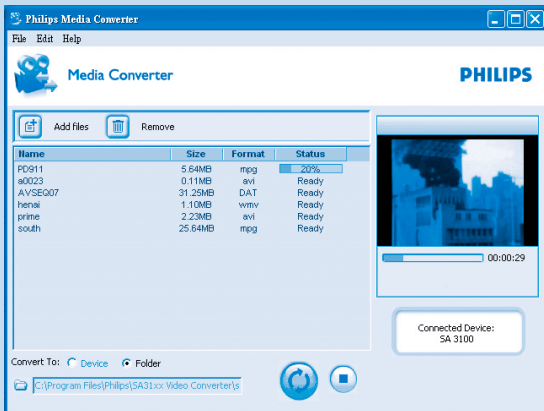 Philips Media Converter
File Edit Help
Media Converter
PHILIPS
Add files Remove
Name Size Format Status
PD911 5.64MB mpg 20%
s0023 0.11MB avi Ready
AVSEQ07 31.25MB DAT Ready
henai 1.10MB wmv Ready
prime 2.23MB avi Ready
south 25.64MB mpg Ready
00:00:29
Connected Device:
SA 3100
Convert To: Device Folder
C:\Program Files\Philips\SA31xx Video Converter\s